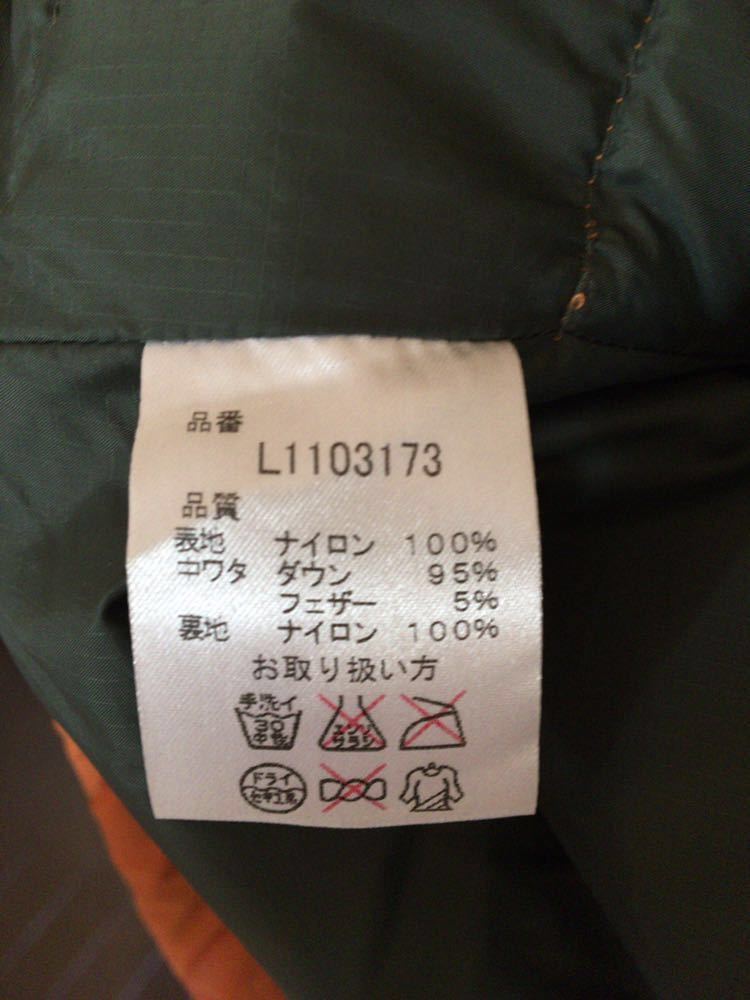 品番
L1103173
品質
表地 ナイロン 100%
中ワタ ダウン 95%
フェザー 5%
裏地 ナイロン 100%
お取り扱い方
手洗イ
30
中性
エンソ
サラシ
ドライ
セキユ系